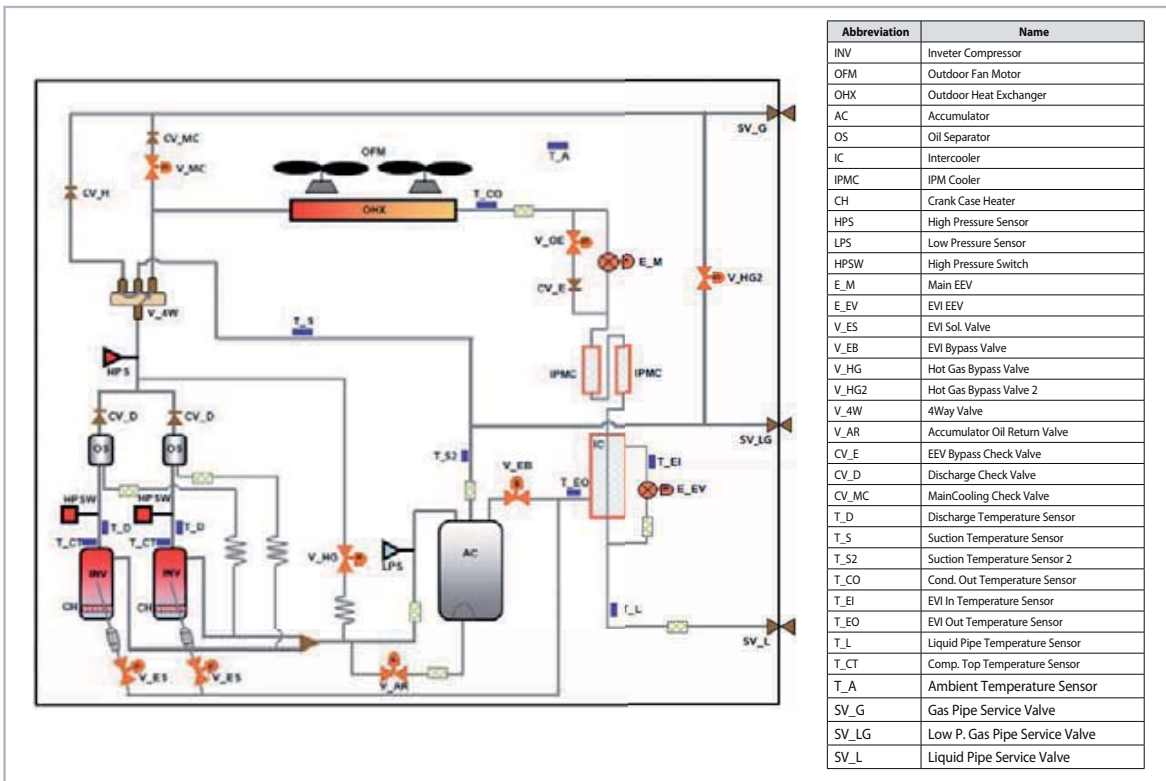 CV_MC
V_MC
CV_H
OFM
T_A
SV_G
T_CO
OHX
V_OE
E_M
CV_E
V_HG2
V_4W
T_S
HPS
IPMC IPMC
CV_D CV_D
OS OS
T_S2
V_EB
IC
SV_LG
T_EI
T_EO
E_EV
HPSW HPSW
T_D T_D
T_CT T_CT
INV INV
V_HG
LPS
AC
CH CH
T_L
SV_L
V_ES V_ES
V_AR
Abbreviation Name
INV Inveter Compressor
OFM Outdoor Fan Motor
OHX Outdoor Heat Exchanger
AC Accumulator
OS Oil Separator
IC Intercooler
IPMC IPM Cooler
CH Crank Case Heater
HPS High Pressure Sensor
LPS Low Pressure Sensor
HPSW High Pressure Switch
E_M Main EEV
E_EV EVI EEV
V_ES EVI Sol. Valve
V_EB EVI Bypass Valve
V_HG Hot Gas Bypass Valve
V_HG2 Hot Gas Bypass Valve 2
V_4W 4Way Valve
V_AR Accumulator Oil Return Valve
CV_E EEV Bypass Check Valve
CV_D Discharge Check Valve
CV_MC MainCooling Check Valve
T_D Discharge Temperature Sensor
T_S Suction Temperature Sensor
T_S2 Suction Temperature Sensor 2
T_CO Cond. Out Temperature Sensor
T_EI EVI In Temperature Sensor
T_EO EVI Out Temperature Sensor
T_L Liquid Pipe Temperature Sensor
T_CT Comp. Top Temperature Sensor
T_A Ambient Temperature Sensor
SV_G Gas Pipe Service Valve
SV_LG Low P. Gas Pipe Service Valve
SV_L Liquid Pipe Service Valve